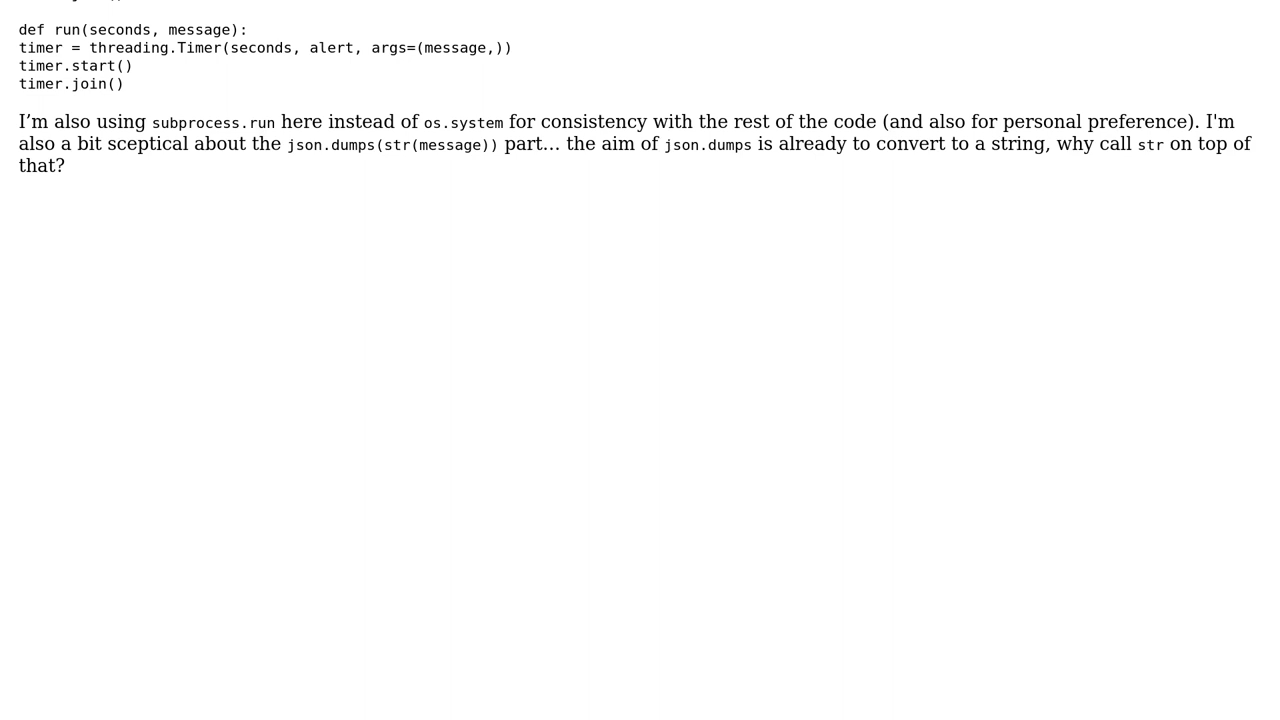 def run(seconds, message):
timer = threading.Timer(seconds, alert, args=(message,))
timer.start()
timer.join()
I’m also using subprocess.run here instead of os.system for consistency with the rest of the code (and also for personal preference). I'm
also a bit sceptical about the json.dumps(str(message)) part… the aim of json.dumps is already to convert to a string, why call str on top of
that?